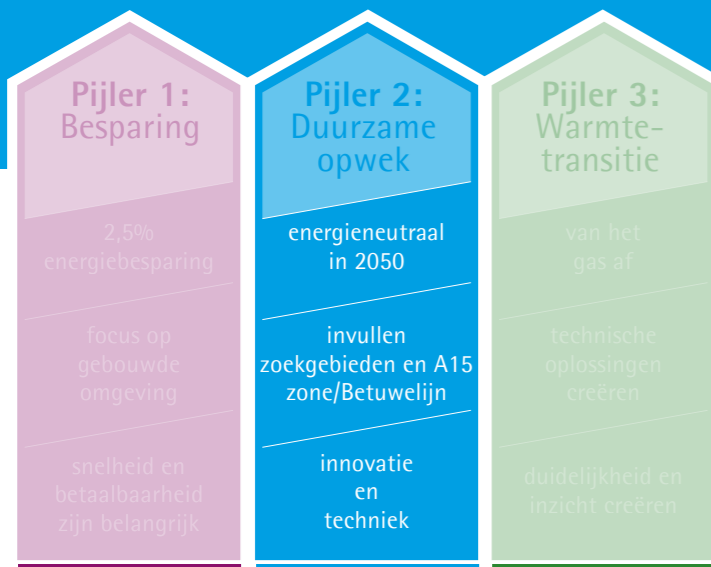 Pijler 1:
Besparing
2,5%
energiebesparing
focus op
gebouwde
omgeving
snelheid en
betaalbaarheid
zijn belangrijk
Pijler 2:
Duurzame
opwek
energieneutraal
in 2050
invullen
zoekgebieden en A15
zone/Betuwelijn
innovatie
en
techniek
Pijler 3:
Warmte-
transitie
van het
gas af
technische
oplossingen
creëren
duidelijkheid en
inzicht creëren